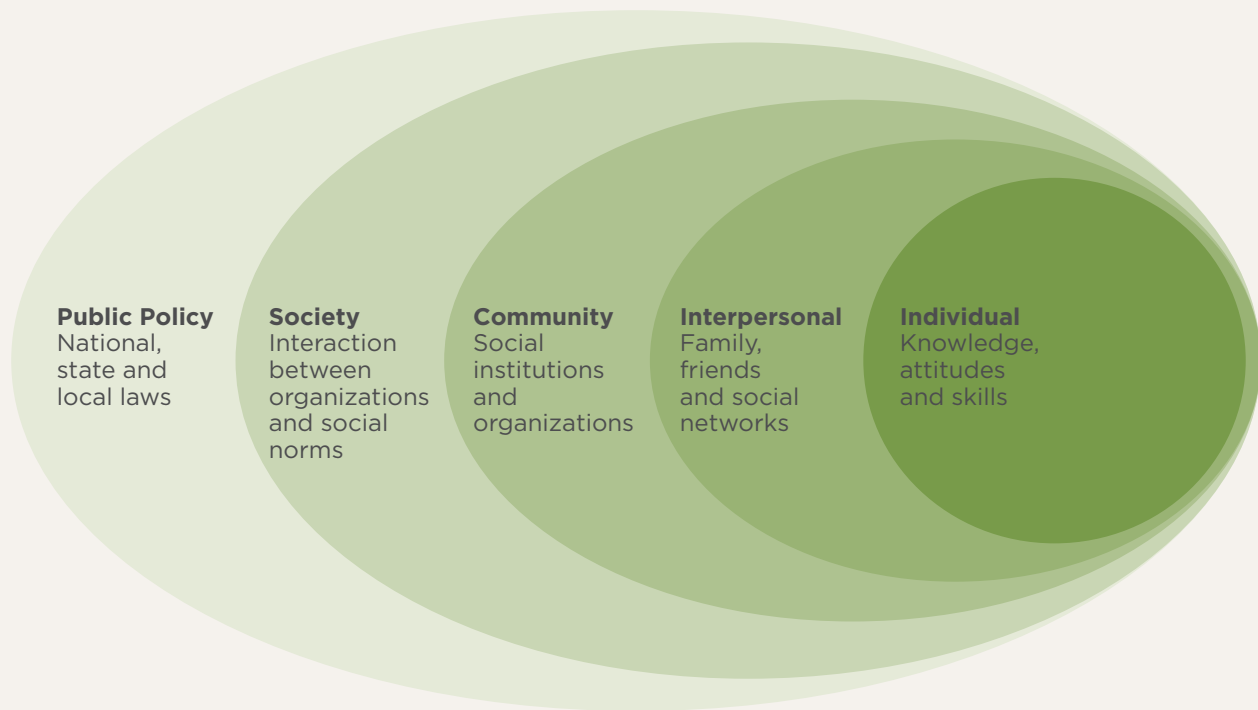 Public Policy
National,
state and
local laws
Society
Interaction
between
organizations
and social
norms
Community
Social
institutions
and
organizations
Interpersonal
Family,
friends
and social
networks
Individual
Knowledge,
attitudes
and skills